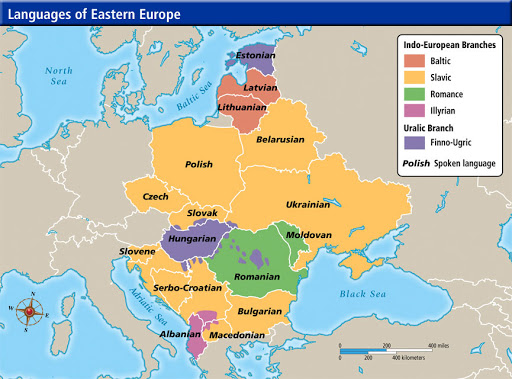 Languages of Eastern Europe
Indo-European Branches
Baltic
Slavic
Romance
Illyrian
Uralic Branch
Finno-Ugric
Polish Spoken language
North
Sea
Baltic Sea
Estonian
Latvian
Lithuanian
Belarusian
Polish
Czech
Slovak
Ukrainian
Hungarian
Moldovan
Slovene
Romanian
Serbo-Croatian
Black Sea
Adriatic Sea
Bulgarian
Albanian
Macedonian
N
W
E
S
0
200
400 miles
0
200
400 kilometers